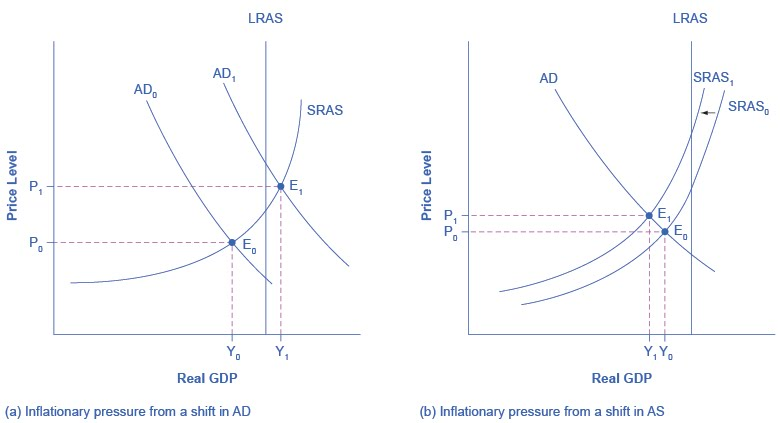 LRAS
AD₀
AD₁
SRAS
Price Level
P₁
E₁
P₀
E₀
Y₀
Y₁
Real GDP
(a) Inflationary pressure from a shift in AD
LRAS
AD
SRAS₁
SRAS₀
Price Level
P₁
E₁
P₀
E₀
Y₁
Y₀
Real GDP
(b) Inflationary pressure from a shift in AS